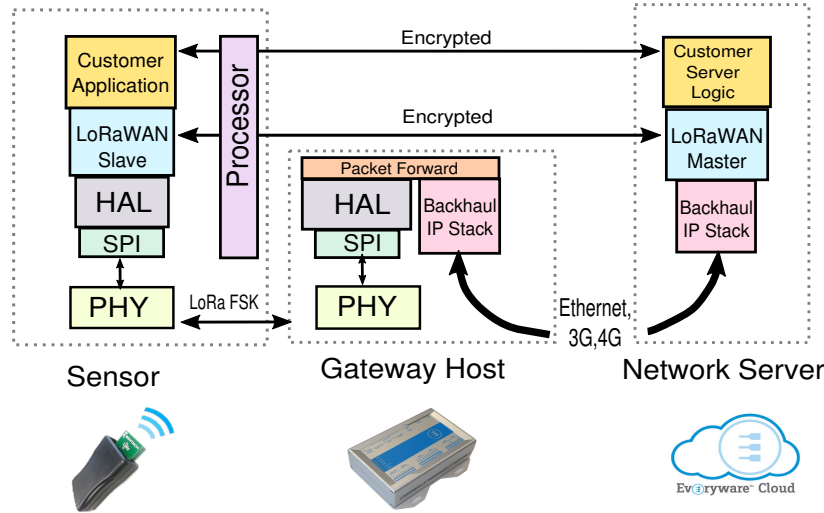 Encrypted
Customer
Application
Processor
Customer
Server
Logic
Encrypted
LoRaWAN
Slave
LoRaWAN
Master
Packet Forward
HAL
HAL
Backhaul
IP Stack
Backhaul
IP Stack
SPI
SPI
PHY
LoRa FSK
PHY
Ethernet,
3G,4G
Sensor
Gateway Host
Network Server
Everyware™ Cloud